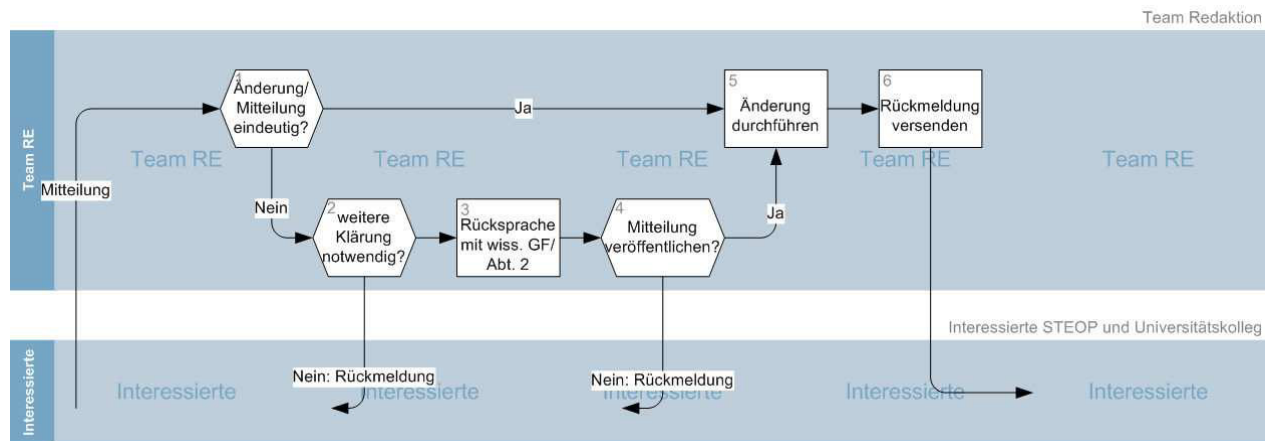 Team Redaktion
Team RE
Mitteilung
1
Änderung/
Mitteilung
eindeutig?
Ja
5
Änderung
durchführen
6
Rückmeldung
versenden
Team RE
Team RE
Team RE
Team RE
Team RE
Nein
2
weitere
Klärung
notwendig?
3
Rücksprache
mit wiss. GF/
Abt. 2
4
Mitteilung
veröffentlichen?
Ja
Interessierte STEOP und Universitätskolleg
Interessierte
Nein: Rückmeldung
Nein: Rückmeldung
Interessierte
Interessierte
Interessierte
Interessierte
Interessierte